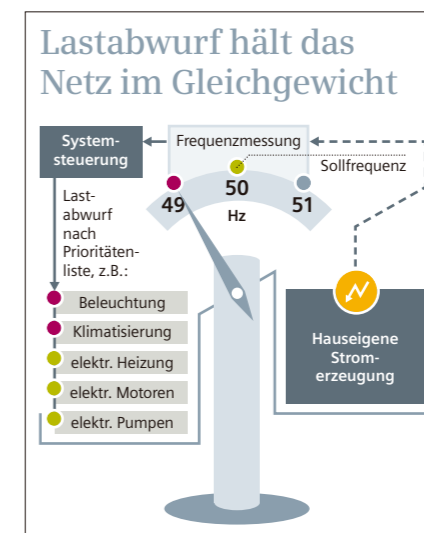 Lastabwurf hält das
Netz im Gleichgewicht
System-
steuerung
Frequenzmessung
Sollfrequenz
49
50
51
Hz
Last-
abwurf
nach
Prioritäten-
liste, z.B.:
Beleuchtung
Klimatisierung
elektr. Heizung
elektr. Motoren
elektr. Pumpen
Hauseigene
Strom-
erzeugung